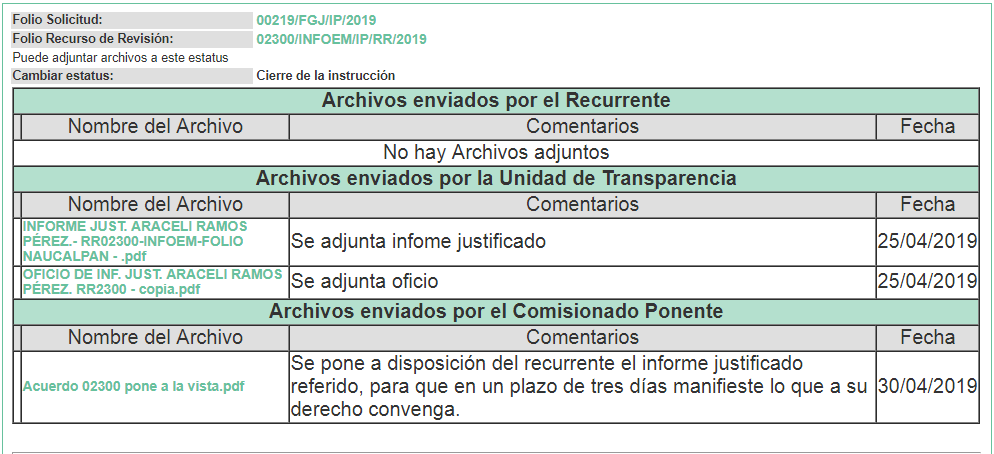 Folio Solicitud: 00219/FGJ/IP/2019
Folio Recurso de Revisión: 02300/INFOEM/IP/RR/2019
Puede adjuntar archivos a este estatus
Cambiar estatus: Cierre de la instrucción
Archivos enviados por el Recurrente
Nombre del Archivo Comentarios Fecha
No hay Archivos adjuntos
Archivos enviados por la Unidad de Transparencia
Nombre del Archivo Comentarios Fecha
INFORME JUST. ARACELI RAMOS
PÉREZ.- RR02300-INFOEM-FOLIO
NAUCALPAN - .pdf
Se adjunta infome justificado
25/04/2019
OFICIO DE INF. JUST. ARACELI RAMOS
PÉREZ. RR2300 - copia.pdf
Se adjunta oficio
25/04/2019
Archivos enviados por el Comisionado Ponente
Nombre del Archivo Comentarios Fecha
Acuerdo 02300 pone a la vista.pdf
Se pone a disposición del recurrente el informe justificado
referido, para que en un plazo de tres días manifieste lo que a su
derecho convenga.
30/04/2019